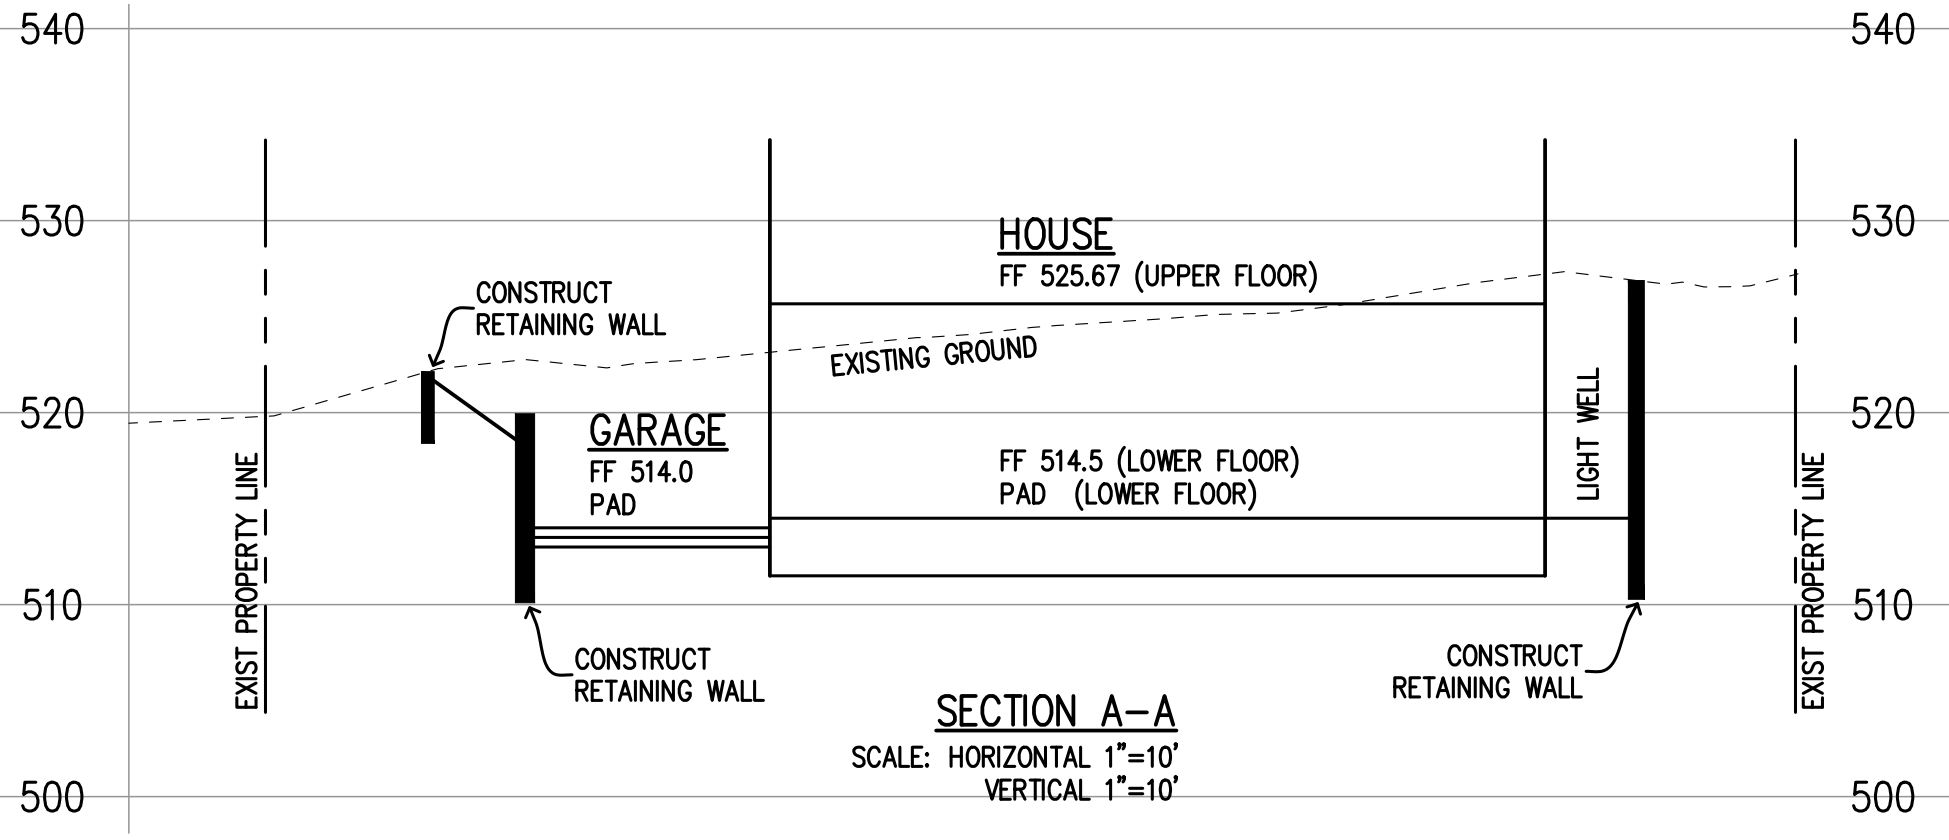 540
540
530
530
HOUSE
FF 525.67 (UPPER FLOOR)
CONSTRUCT
RETAINING WALL
EXISTING GROUND
520
520
GARAGE
FF 514.0
PAD
FF 514.5 (LOWER FLOOR)
PAD (LOWER FLOOR)
LIGHT WELL
EXIST PROPERTY LINE
EXIST PROPERTY LINE
510
510
CONSTRUCT
RETAINING WALL
CONSTRUCT
RETAINING WALL
SECTION A-A
SCALE: HORIZONTAL 1"=10'
VERTICAL 1"=10'
500
500